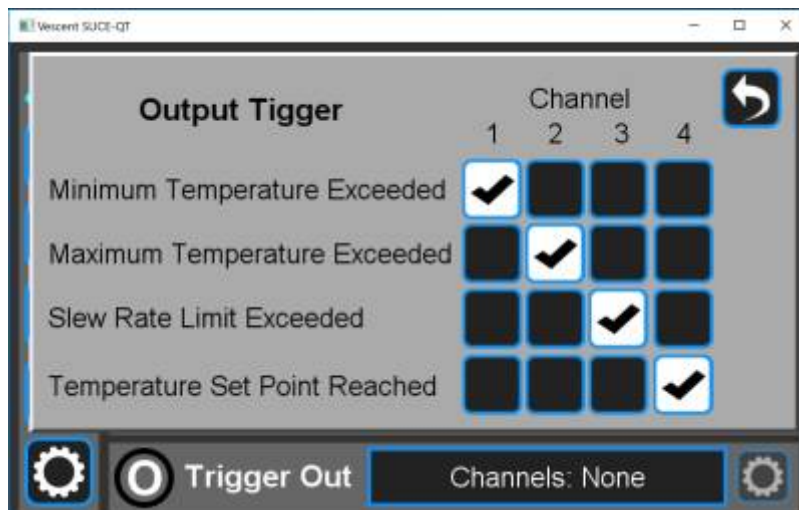 Vescent SLICE-QT
Output Tigger
Channel
1 2 3 4
Minimum Temperature Exceeded
Maximum Temperature Exceeded
Slew Rate Limit Exceeded
Temperature Set Point Reached
O Trigger Out Channels: None